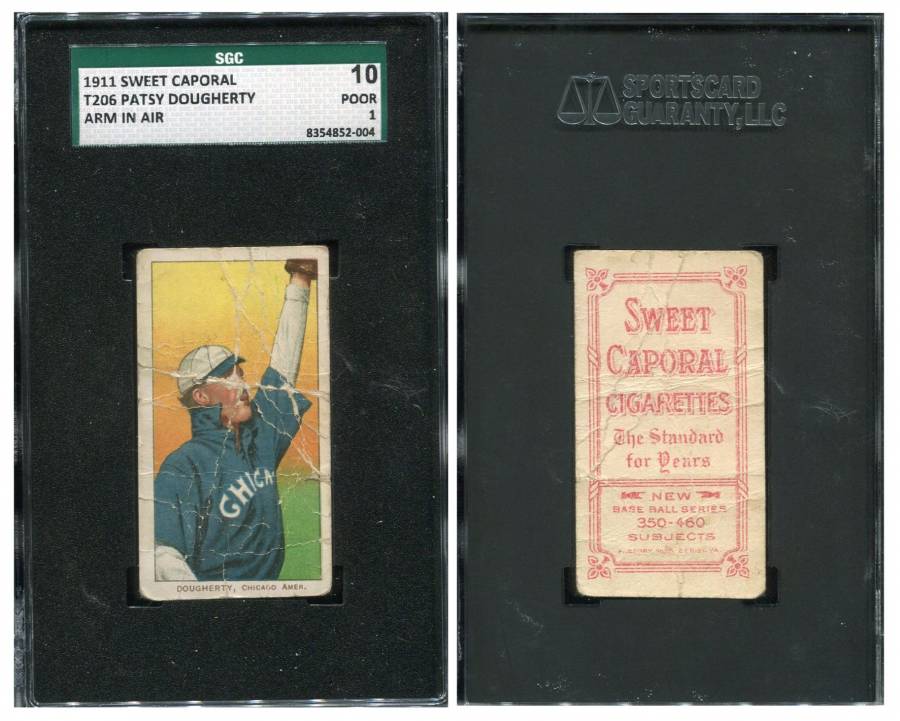 SGC
1911 SWEET CAPORAL
10
T206 PATSY DOUGHERTY
POOR
ARM IN AIR
1
8354852-004
CHICA
DOUGHERTY, CHICAGO AMER.
SPORTSCARD
GUARANTY, LLC
SWEET
CAPORAL
CIGARETTES
The Standard
for Years
NEW
BASE BALL SERIES
350-460
SUBJECTS